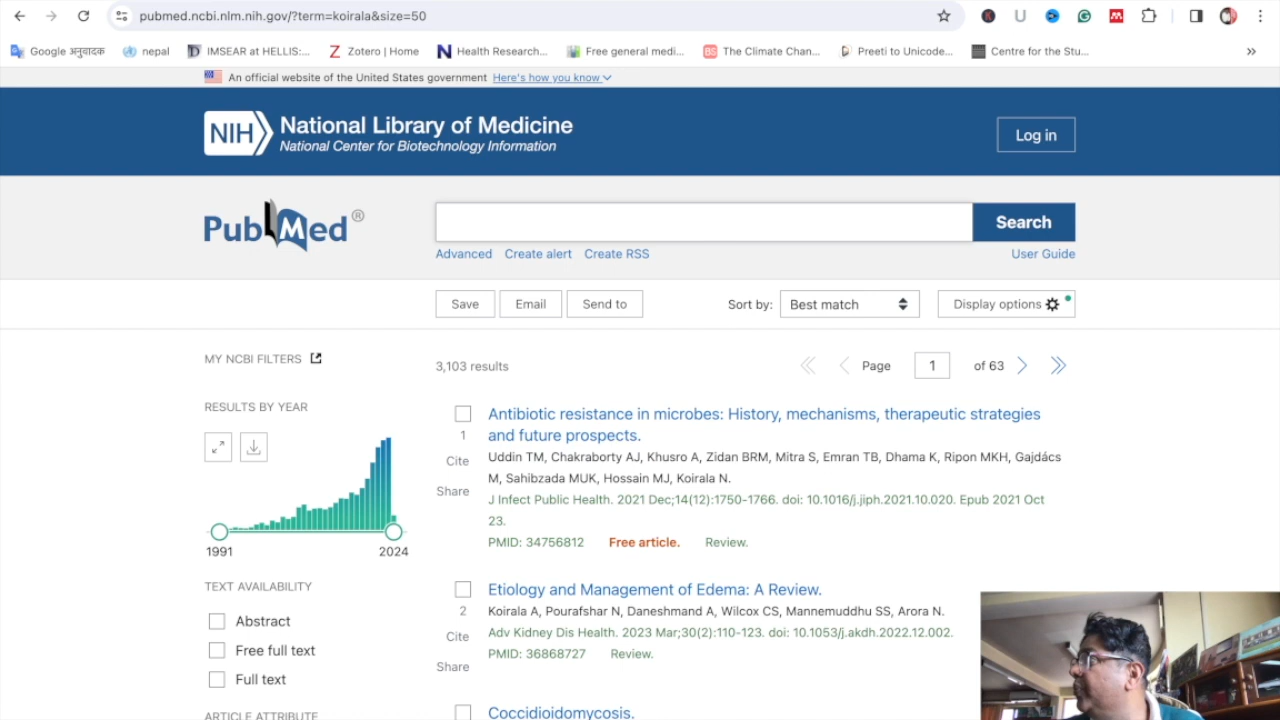 pubmed.ncbi.nlm.nih.gov/?term=koirala&size=50
Google अनुवादक
nepal
IMSEAR at HELLIS:...
Zotero | Home
Health Research...
Free general medi...
The Climate Chan...
Preeti to Unicode...
Centre for the Stu...
An official website of the United States government Here's how you know
NIH National Library of Medicine
National Center for Biotechnology Information
Log in
PubMed®
Search
Advanced Create alert Create RSS User Guide
Save Email Send to Sort by: Best match Display options
MY NCBI FILTERS
3,103 results Page 1 of 63
RESULTS BY YEAR
1991 2024
TEXT AVAILABILITY
Abstract
Free full text
Full text
ARTICLE ATTRIBUTE
Antibiotic resistance in microbes: History, mechanisms, therapeutic strategies
1 and future prospects.
Cite Uddin TM, Chakraborty AJ, Khusro A, Zidan BRM, Mitra S, Emran TB, Dhama K, Ripon MKH, Gajdács
M, Sahibzada MUK, Hossain MJ, Koirala N.
Share J Infect Public Health. 2021 Dec;14(12):1750-1766. doi: 10.1016/j.jiph.2021.10.020. Epub 2021 Oct
23.
PMID: 34756812 Free article. Review.
Etiology and Management of Edema: A Review.
2 Koirala A, Pourafshar N, Daneshmand A, Wilcox CS, Mannemuddhu SS, Arora N.
Cite Adv Kidney Dis Health. 2023 Mar;30(2):110-123. doi: 10.1053/j.akdh.2022.12.002.
PMID: 36868727 Review.
Share
Coccidioidomycosis.